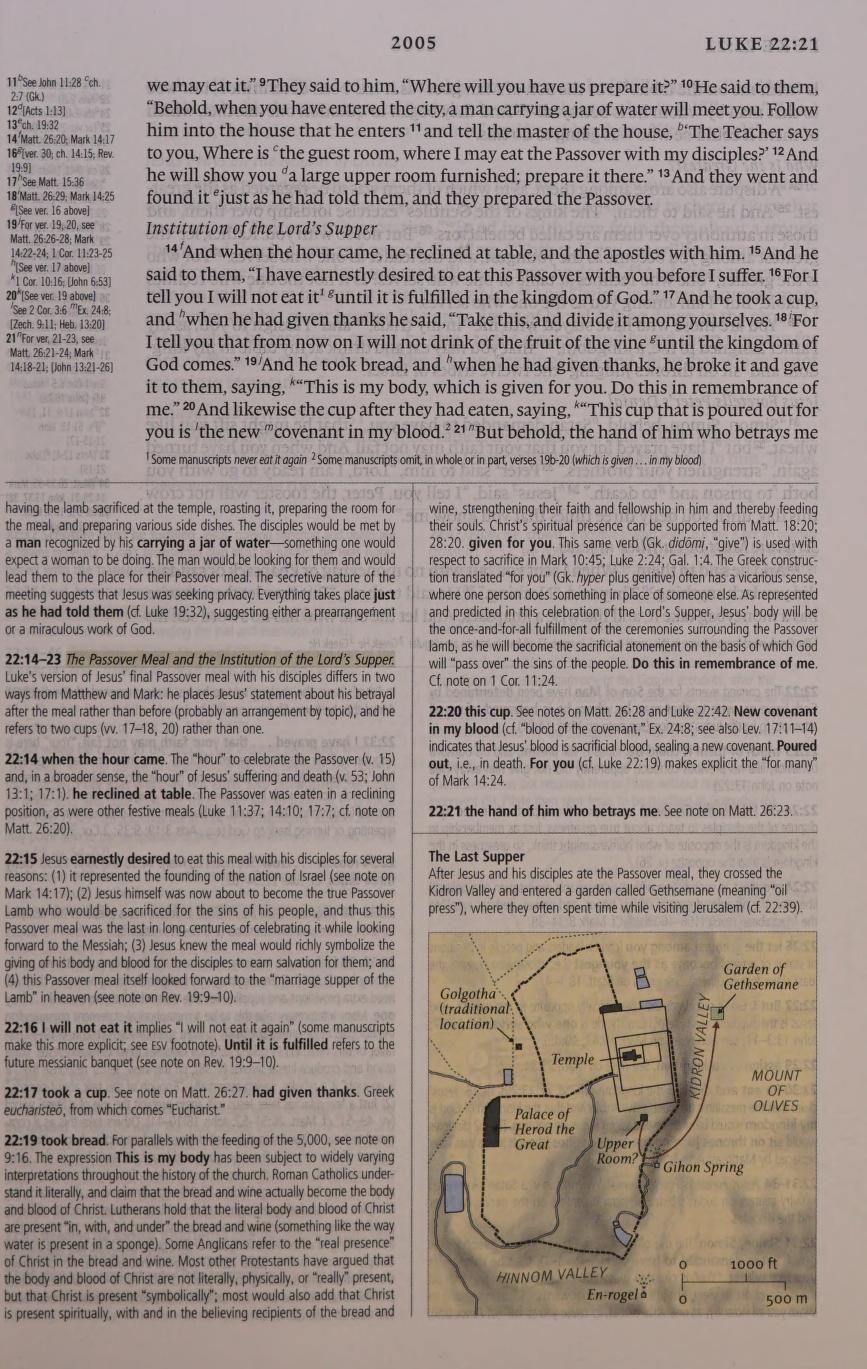 2005
LUKE 22:21
11 bSee John 11:28 cch.
2:7 (Gk.)
12 d[Acts 1:13]
13 ech. 19:32
14 fMatt. 26:20; Mark 14:17
16 g[ver. 30; ch. 14:15; Rev.
19:9]
17 hSee Matt. 15:36
18 iMatt. 26:29; Mark 14:25
g[See ver. 16 above]
19 jFor ver. 19, 20, see
Matt. 26:26-28; Mark
14:22-24; 1 Cor. 11:23-25
h[See ver. 17 above]
k1 Cor. 10:16; [John 6:53]
20 k[See ver. 19 above]
lSee 2 Cor. 3:6 mEx. 24:8;
[Zech. 9:11; Heb. 13:20]
21 nFor ver. 21-23, see
Matt. 26:21-24; Mark
14:18-21; [John 13:21-26]
we may eat it.” 9 They said to him, “Where will you have us prepare it?” 10 He said to them,
“Behold, when you have entered the city, a man carrying a jar of water will meet you. Follow
him into the house that he enters 11 and tell the master of the house, b‘The Teacher says
to you, Where is cthe guest room, where I may eat the Passover with my disciples?’ 12 And
he will show you da large upper room furnished; prepare it there.” 13 And they went and
found it ejust as he had told them, and they prepared the Passover.
Institution of the Lord’s Supper
14 fAnd when the hour came, he reclined at table, and the apostles with him. 15 And he
said to them, “I have earnestly desired to eat this Passover with you before I suffer. 16 For I
tell you I will not eat it1 guntil it is fulfilled in the kingdom of God.” 17 And he took a cup,
and hwhen he had given thanks he said, “Take this, and divide it among yourselves. 18 iFor
I tell you that from now on I will not drink of the fruit of the vine guntil the kingdom of
God comes.” 19 jAnd he took bread, and hwhen he had given thanks, he broke it and gave
it to them, saying, k“This is my body, which is given for you. Do this in remembrance of
me.” 20 And likewise the cup after they had eaten, saying, k“This cup that is poured out for
you is lthe new mcovenant in my blood.2 21 nBut behold, the hand of him who betrays me
1 Some manuscripts never eat it again 2 Some manuscripts omit, in whole or in part, verses 19b-20 (which is given . . . in my blood)
having the lamb sacrificed at the temple, roasting it, preparing the room for
the meal, and preparing various side dishes. The disciples would be met by
a man recognized by his carrying a jar of water—something one would
expect a woman to be doing. The man would be looking for them and would
lead them to the place for their Passover meal. The secretive nature of the
meeting suggests that Jesus was seeking privacy. Everything takes place just
as he had told them (cf. Luke 19:32), suggesting either a prearrangement
or a miraculous work of God.
22:14–23 The Passover Meal and the Institution of the Lord’s Supper.
Luke’s version of Jesus’ final Passover meal with his disciples differs in two
ways from Matthew and Mark: he places Jesus’ statement about his betrayal
after the meal rather than before (probably an arrangement by topic), and he
refers to two cups (vv. 17–18, 20) rather than one.
22:14 when the hour came. The “hour” to celebrate the Passover (v. 15)
and, in a broader sense, the “hour” of Jesus’ suffering and death (v. 53; John
13:1; 17:1). he reclined at table. The Passover was eaten in a reclining
position, as were other festive meals (Luke 11:37; 14:10; 17:7; cf. note on
Matt. 26:20).
22:15 Jesus earnestly desired to eat this meal with his disciples for several
reasons: (1) it represented the founding of the nation of Israel (see note on
Mark 14:17); (2) Jesus himself was now about to become the true Passover
Lamb who would be sacrificed for the sins of his people, and thus this
Passover meal was the last in long centuries of celebrating it while looking
forward to the Messiah; (3) Jesus knew the meal would richly symbolize the
giving of his body and blood for the disciples to earn salvation for them; and
(4) this Passover meal itself looked forward to the “marriage supper of the
Lamb” in heaven (see note on Rev. 19:9–10).
22:16 I will not eat it implies “I will not eat it again” (some manuscripts
make this more explicit; see ESV footnote). Until it is fulfilled refers to the
future messianic banquet (see note on Rev. 19:9–10).
22:17 took a cup. See note on Matt. 26:27. had given thanks. Greek
eucharisteō, from which comes “Eucharist.”
22:19 took bread. For parallels with the feeding of the 5,000, see note on
9:16. The expression This is my body has been subject to widely varying
interpretations throughout the history of the church. Roman Catholics under-
stand it literally, and claim that the bread and wine actually become the body
and blood of Christ. Lutherans hold that the literal body and blood of Christ
are present “in, with, and under” the bread and wine (something like the way
water is present in a sponge). Some Anglicans refer to the “real presence”
of Christ in the bread and wine. Most other Protestants have argued that
the body and blood of Christ are not literally, physically, or “really” present,
but that Christ is present “symbolically”; most would also add that Christ
is present spiritually, with and in the believing recipients of the bread and
wine, strengthening their faith and fellowship in him and thereby feeding
their souls. Christ’s spiritual presence can be supported from Matt. 18:20;
28:20. given for you. This same verb (Gk. didōmi, “give”) is used with
respect to sacrifice in Mark 10:45; Luke 2:24; Gal. 1:4. The Greek construc-
tion translated “for you” (Gk. hyper plus genitive) often has a vicarious sense,
where one person does something in place of someone else. As represented
and predicted in this celebration of the Lord’s Supper, Jesus’ body will be
the once-and-for-all fulfillment of the ceremonies surrounding the Passover
lamb, as he will become the sacrificial atonement on the basis of which God
will “pass over” the sins of the people. Do this in remembrance of me.
Cf. note on 1 Cor. 11:24.
22:20 this cup. See notes on Matt. 26:28 and Luke 22:42. New covenant
in my blood (cf. “blood of the covenant,” Ex. 24:8; see also Lev. 17:11–14)
indicates that Jesus’ blood is sacrificial blood, sealing a new covenant. Poured
out, i.e., in death. For you (cf. Luke 22:19) makes explicit the “for many”
of Mark 14:24.
22:21 the hand of him who betrays me. See note on Matt. 26:23.
The Last Supper
After Jesus and his disciples ate the Passover meal, they crossed the
Kidron Valley and entered a garden called Gethsemane (meaning “oil
press”), where they often spent time while visiting Jerusalem (cf. 22:39).
Golgotha
(traditional
location)
Garden of
Gethsemane
Temple
KIDRON VALLEY
MOUNT
OF
OLIVES
Palace of
Herod the
Great
Upper
Room?
Gihon Spring
HINNOM VALLEY
En-rogel
0 1000 ft
0 500 m